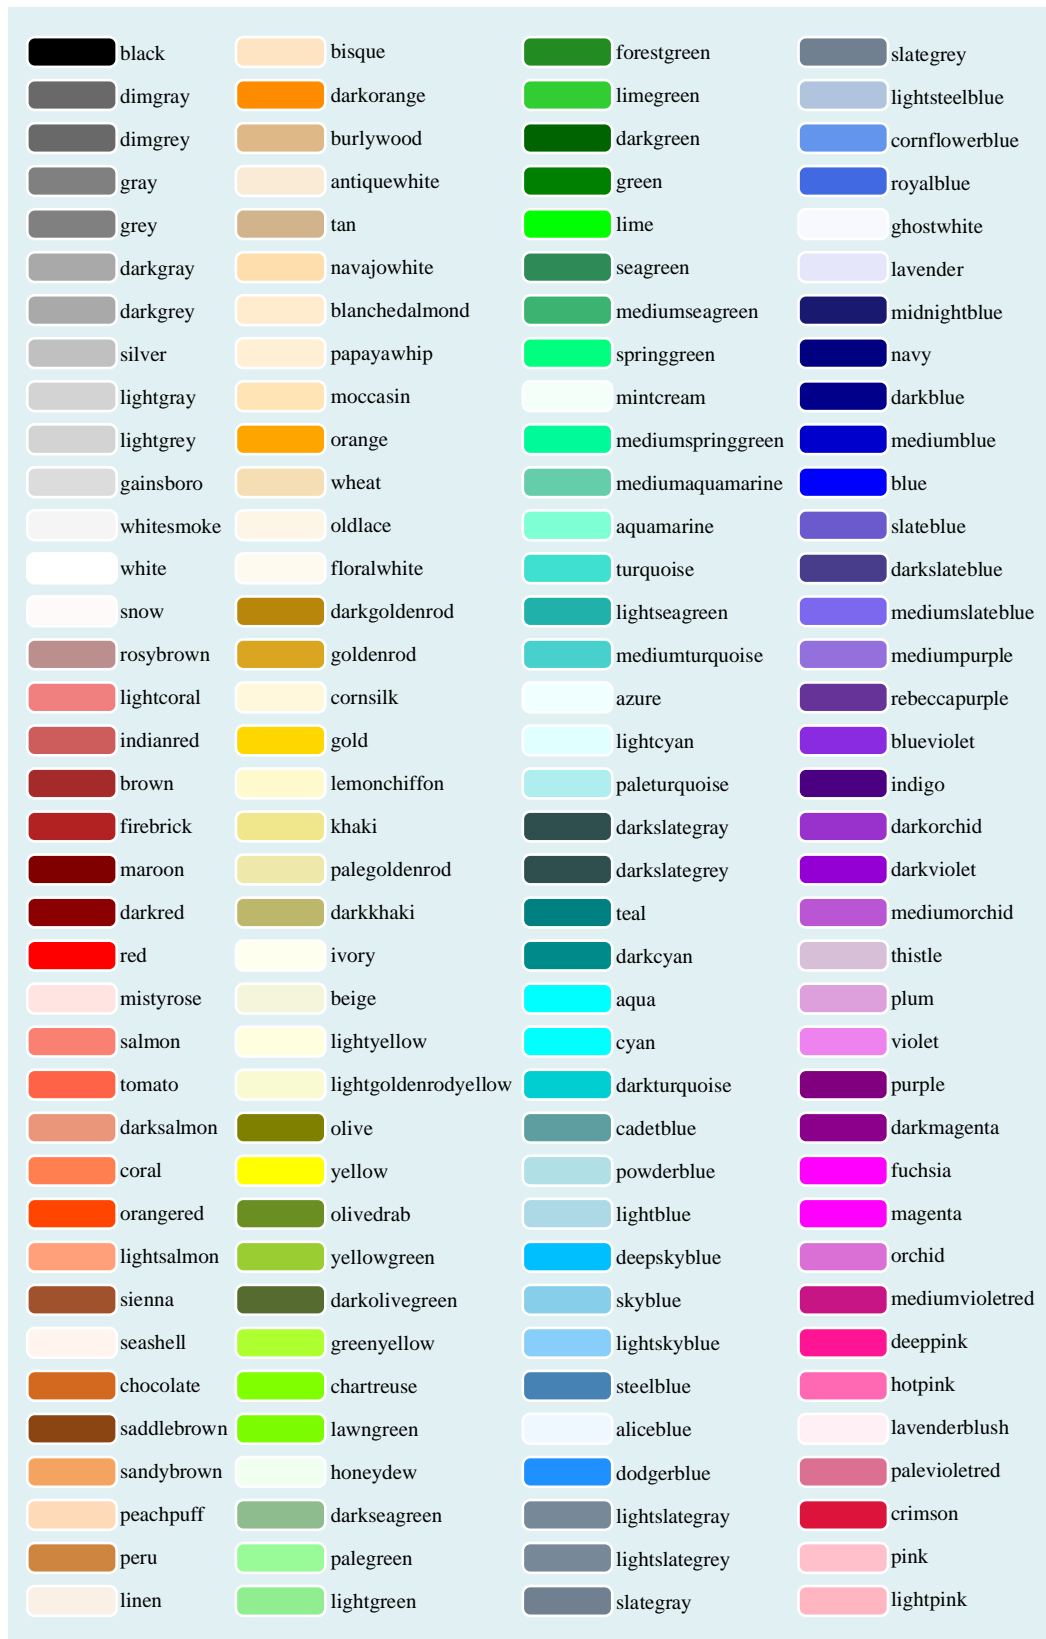 black
dimgray
dimgrey
gray
grey
darkgray
darkgrey
silver
lightgray
lightgrey
gainsboro
whitesmoke
white
snow
rosybrown
lightcoral
indianred
brown
firebrick
maroon
darkred
red
mistyrose
salmon
tomato
darksalmon
coral
orangered
lightsalmon
sienna
seashell
chocolate
saddlebrown
sandybrown
peachpuff
peru
linen
bisque
darkorange
burlywood
antiquewhite
tan
navajowhite
blanchedalmond
papayawhip
moccasin
orange
wheat
oldlace
floralwhite
darkgoldenrod
goldenrod
cornsilk
gold
lemonchiffon
khaki
palegoldenrod
darkkhaki
ivory
beige
lightyellow
lightgoldenrodyellow
olive
yellow
olivedrab
yellowgreen
darkolivegreen
greenyellow
chartreuse
lawngreen
honeydew
darkseagreen
palegreen
lightgreen
forestgreen
limegreen
darkgreen
green
lime
seagreen
mediumseagreen
springgreen
mintcream
mediumspringgreen
mediumaquamarine
aquamarine
turquoise
lightseagreen
mediumturquoise
azure
lightcyan
paleturquoise
darkslategray
darkslategrey
teal
darkcyan
aqua
cyan
darkturquoise
cadetblue
powderblue
lightblue
deepskyblue
skyblue
lightskyblue
steelblue
aliceblue
dodgerblue
lightslategray
lightslategrey
slategray
slategrey
lightsteelblue
cornflowerblue
royalblue
ghostwhite
lavender
midnightblue
navy
darkblue
mediumblue
blue
slateblue
darkslateblue
mediumslateblue
mediumpurple
rebeccapurple
blueviolet
indigo
darkorchid
darkviolet
mediumorchid
thistle
plum
violet
purple
darkmagenta
fuchsia
magenta
orchid
mediumvioletred
deeppink
hotpink
lavenderblush
palevioletred
crimson
pink
lightpink